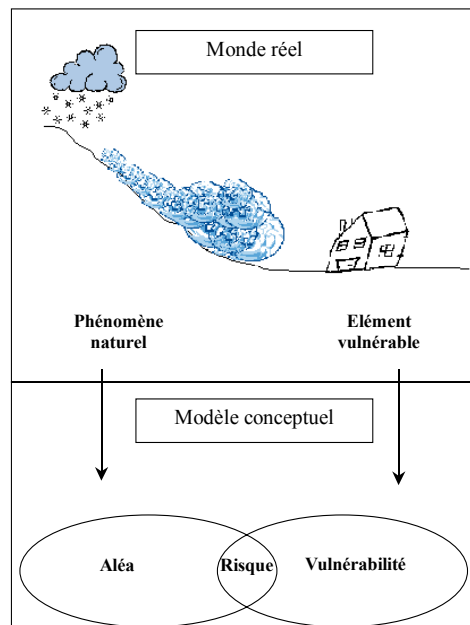 Monde réel
Phénomène
naturel
Elément
vulnérable
Modèle conceptuel
Aléa
Risque
Vulnérabilité